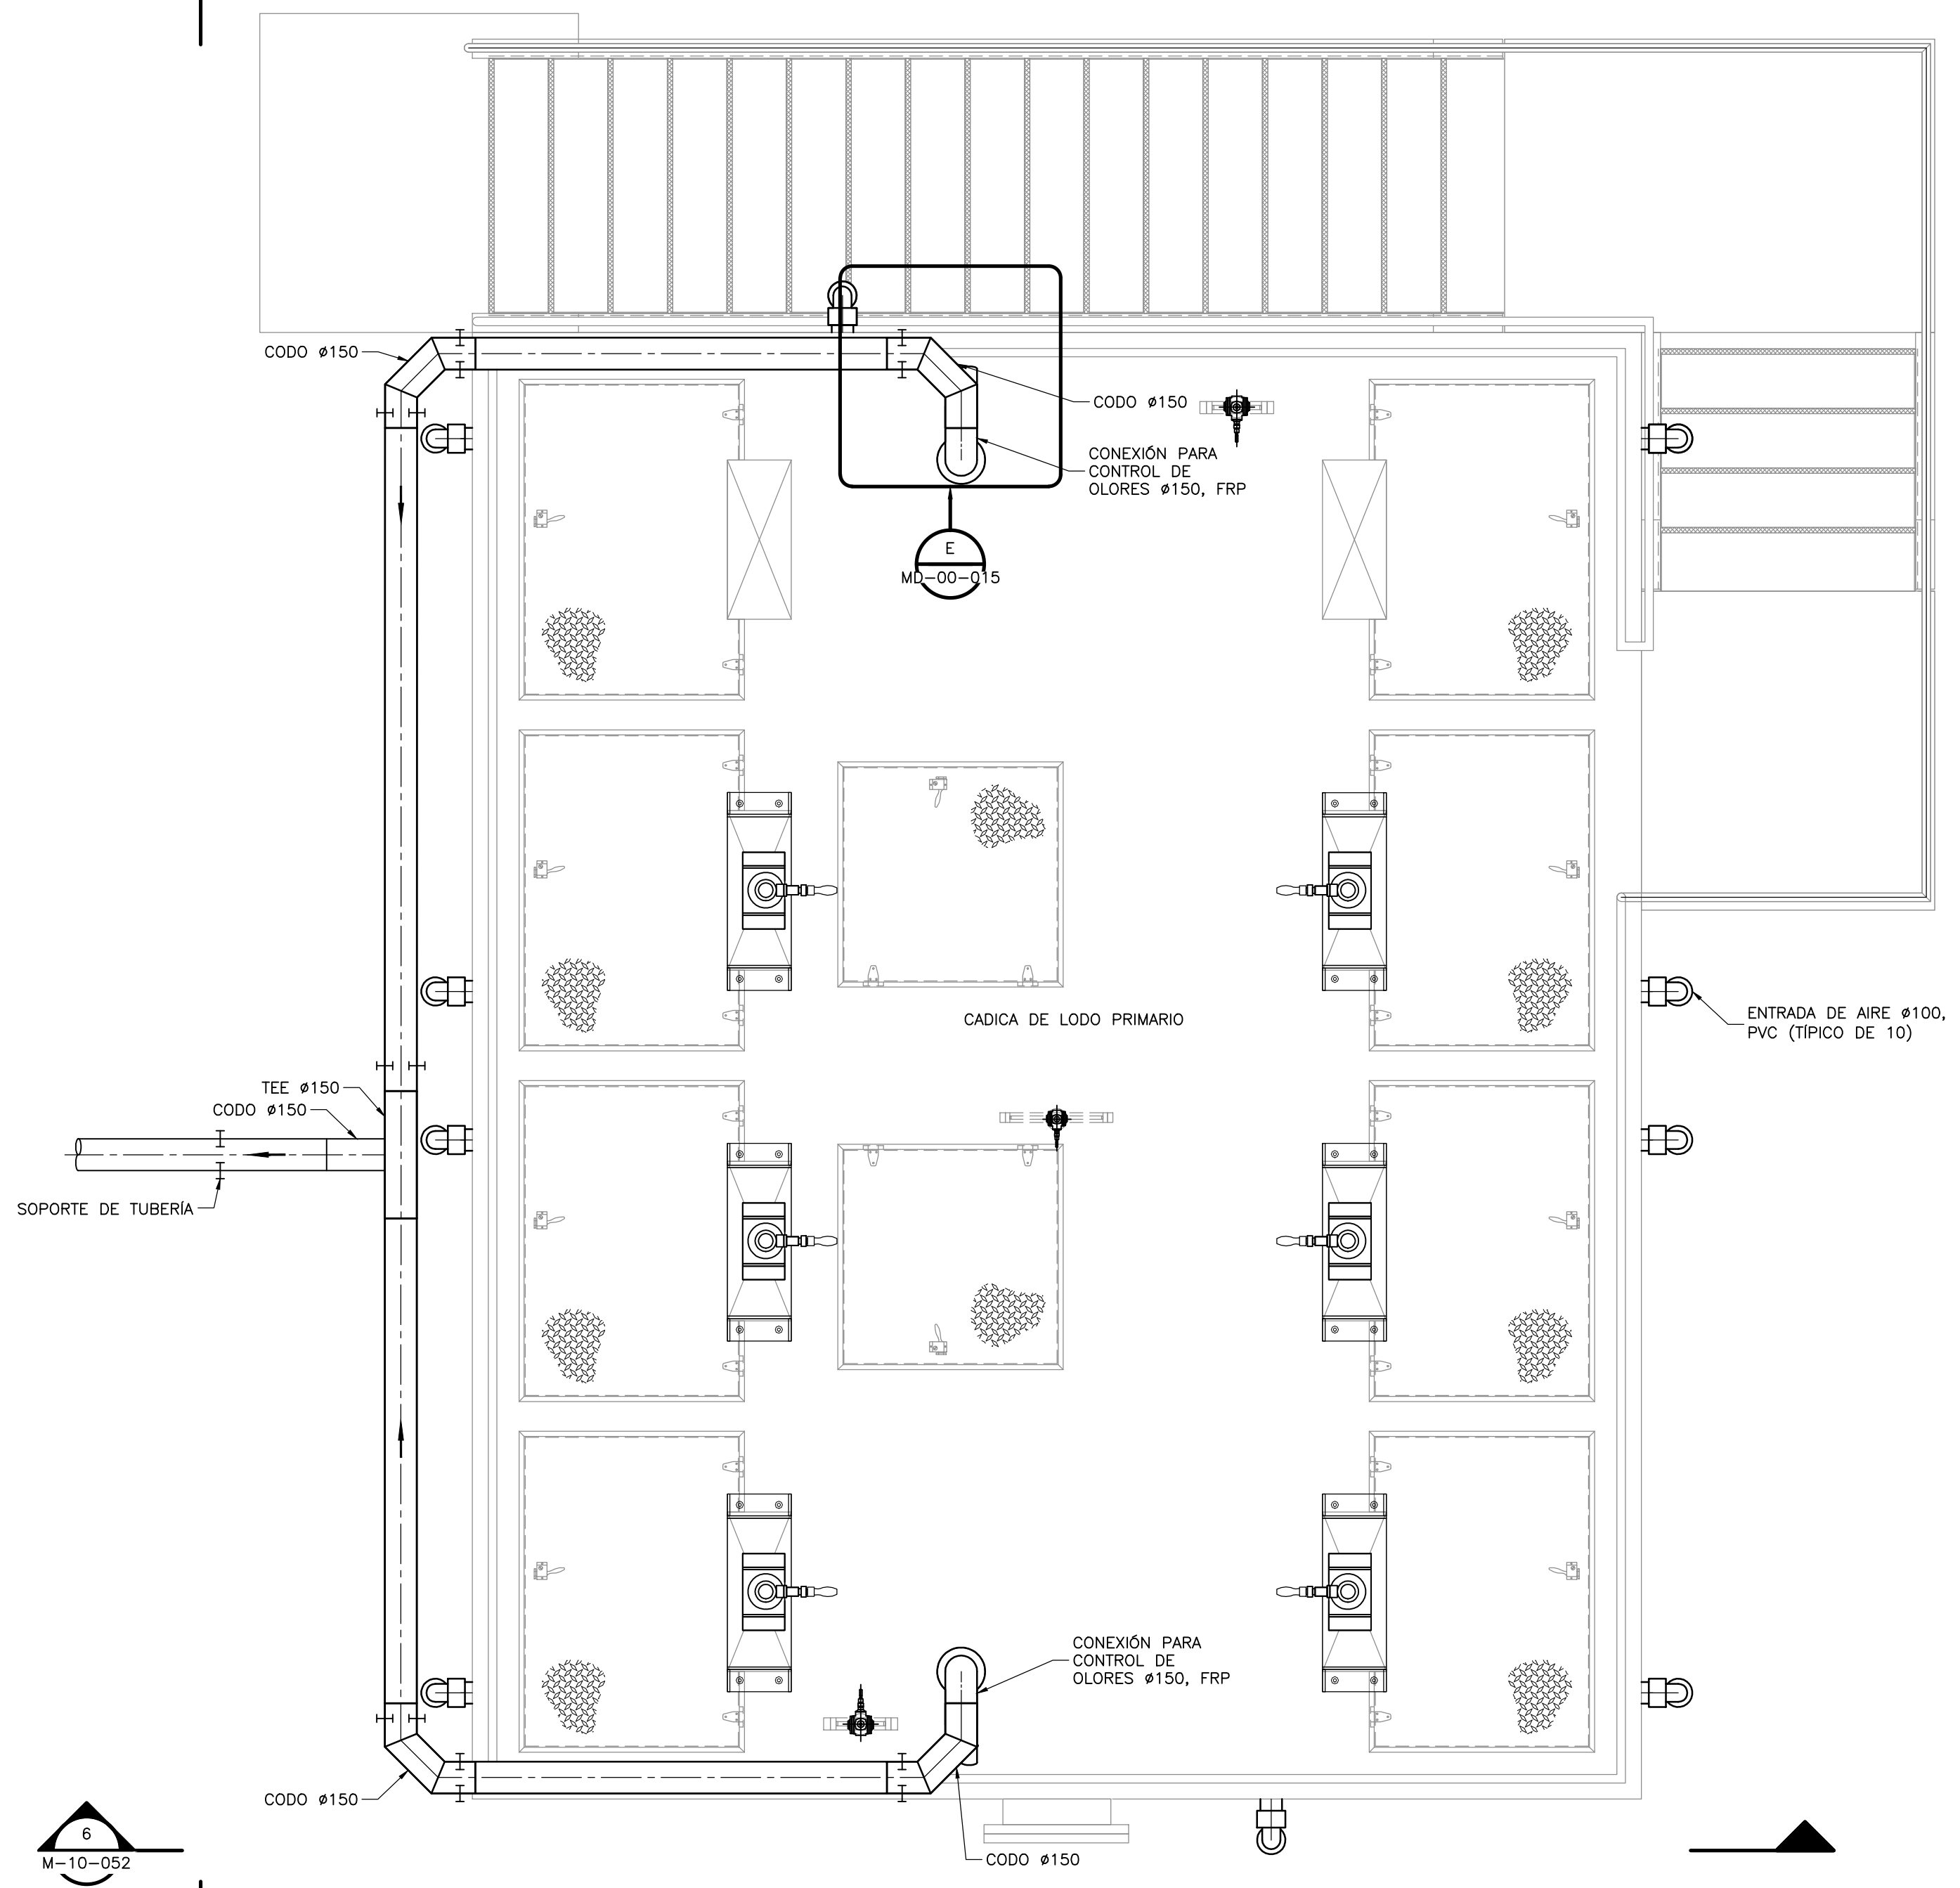 CODO ø150
CODO ø150
CONEXIÓN PARA
CONTROL DE
OLORES ø150, FRP
E
MD-00-015
ENTRADA DE AIRE ø100,
PVC (TÍPICO DE 10)
CADICA DE LODO PRIMARIO
TEE ø150
CODO ø150
SOPORTE DE TUBERÍA
CONEXIÓN PARA
CONTROL DE
OLORES ø150, FRP
CODO ø150
6
M-10-052
CODO ø150